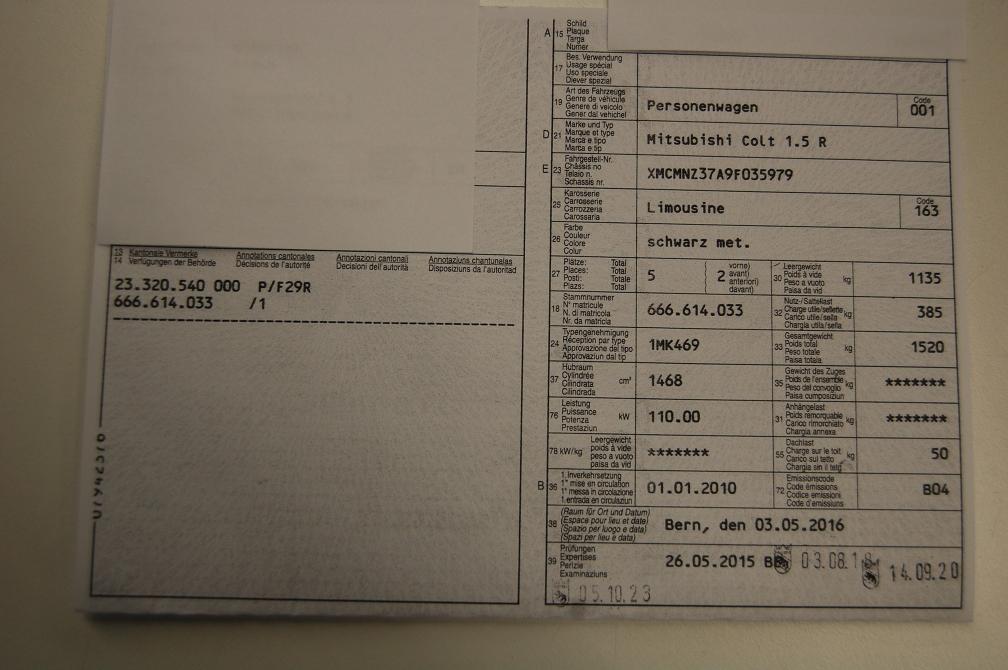 13 Kantonale Vermerke Annotations cantonales Annotazioni cantonali Annotaziuns chantunalas
14 Verfügungen der Behörde Décisions de l'autorité Decisioni dell'autorità Disposiziuns da l'autoritad
23.320.540 000 P/F29R
666.614.033 /1
A 15 Schild
Plaque
Targa
Numer
17 Bes. Verwendung
Usage spécial
Uso speciale
Diever spezial
19 Art des Fahrzeugs
Genre de véhicule
Genere di veicolo
Gener dal vehichel
Personenwagen
Code
001
D 21 Marke und Typ
Marque et type
Marca e tipo
Marca e tip
Mitsubishi Colt 1.5 R
E 23 Fahrgestell-Nr.
Châssis no
Telaio n.
Schassis nr.
XMCMNZ37A9F035979
25 Karosserie
Carrosserie
Carrozzeria
Carossaria
Limousine
Code
163
26 Farbe
Couleur
Colore
Colur
schwarz met.
27 Plätze: Total
Places: Total
Posti: Totale
Plazs: Total
5
2
vorne)
avant)
anteriori)
davant)
30 Leergewicht
Poids à vide
Peso a vuoto
Paisa da vid
kg
1135
18 Stammnummer
N° matricule
N. di matricola
Nr. da matricla
666.614.033
32 Nutz-/Sattellast
Charge utile/sellette
Carico utile/sella
Chargia utila/sella
kg
385
24 Typengenehmigung
Réception par type
Approvazione del tipo
Approvaziun dal tip
1MK469
33 Gesamtgewicht
Poids total
Peso totale
Paisa totala
kg
1520
37 Hubraum
Cylindrée
Cilindrata
Cilindrada
cm³
1468
35 Gewicht des Zuges
Poids de l'ensemble
Peso del convoglio
Paisa cumposiziun
kg
*******
76 Leistung
Puissance
Potenza
Prestaziun
kW
110.00
31 Anhängelast
Poids remorquable
Carico rimorchiato
Chargia annexa
kg
*******
78 kW/kg Leergewicht
poids à vide
peso a vuoto
paisa da vid
*******
55 Dachlast
Charge sur le toit
Carico sul tetto
Chargia sin il tetg
kg
50
B 36 1. Inverkehrsetzung
1re mise en circulation
1a messa in circolazione
1. entrada en circulaziun
01.01.2010
72 Emissionscode
Code émissions
Codice emissioni
Code d'emissiuns
B04
38 (Raum für Ort und Datum)
(Espace pour lieu et date)
(Spazio per luogo e data)
(Spazi per lieu e data)
Bern, den 03.05.2016
39 Prüfungen
Expertises
Perizie
Examinaziuns
26.05.2015
03.08.18
14.09.20
05.10.23